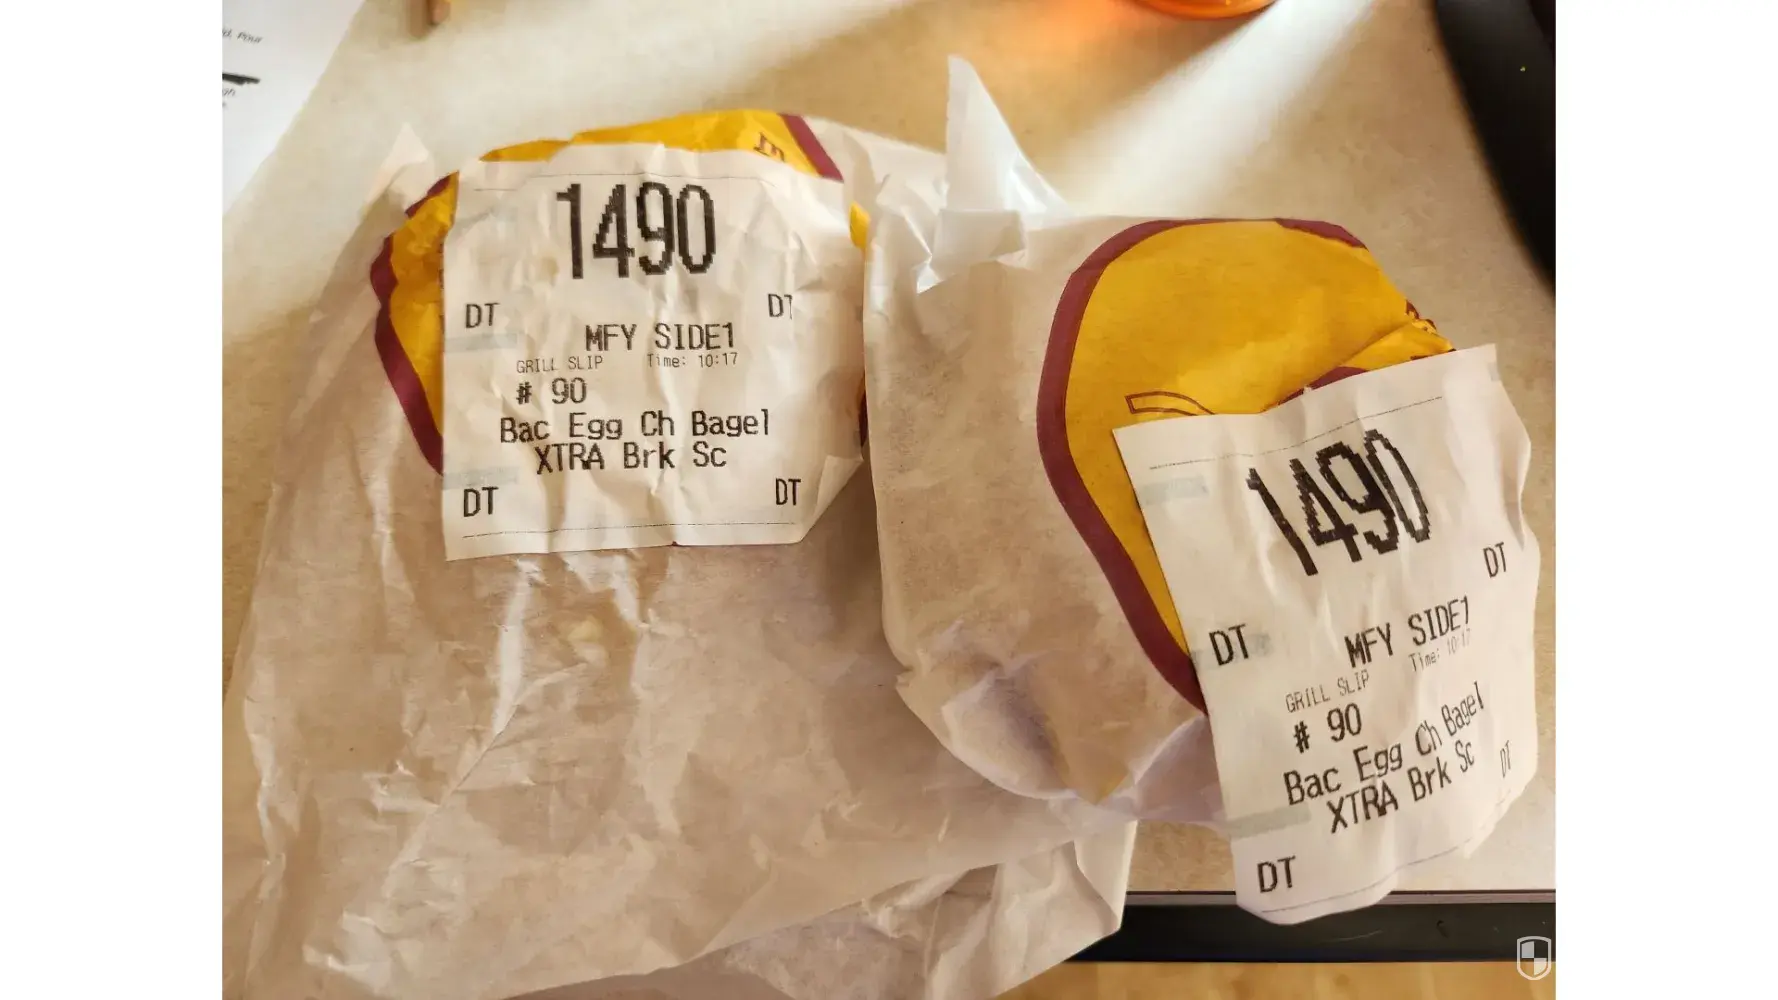 d. Pour
1490
DT DT
MFY SIDE1
GRILL SLIP Time: 10:17
# 90
Bac Egg Ch Bagel
XTRA Brk Sc
DT DT
1490
DT
DT
MFY SIDE1
Time: 10:17
GRILL SLIP
# 90
Bac Egg Ch Bagel
XTRA Brk Sc
DT
DT